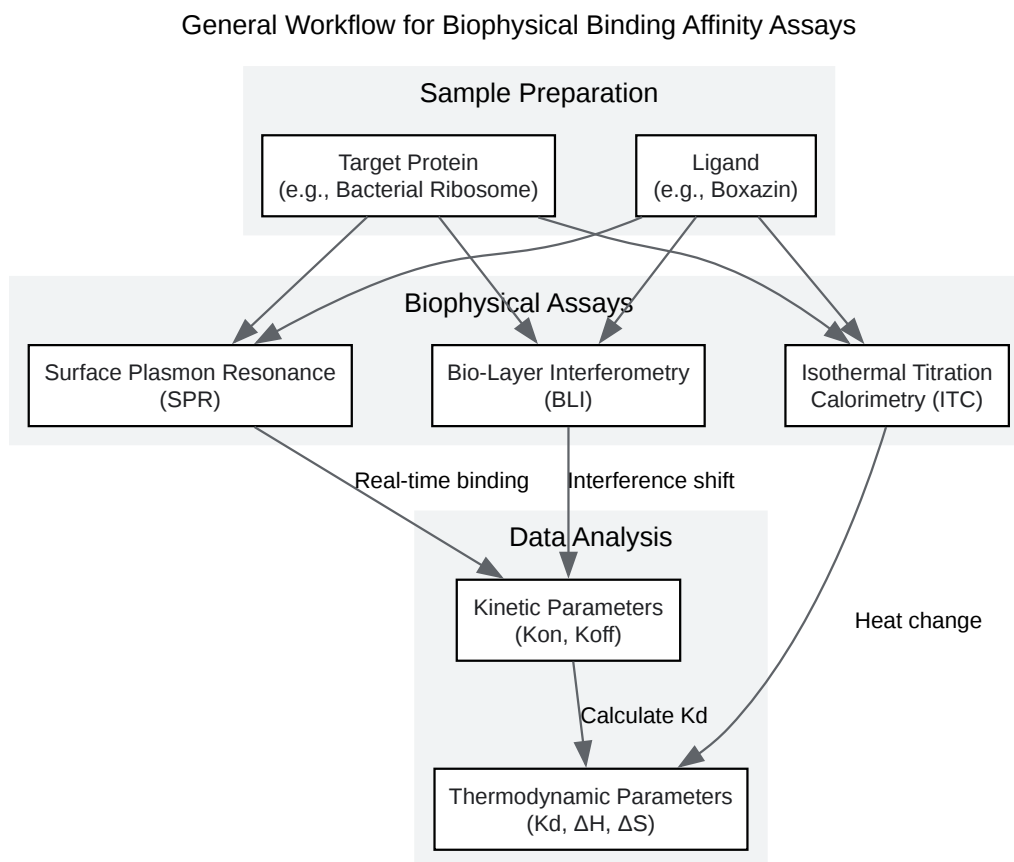 General Workflow for Biophysical Binding Affinity Assays
Sample Preparation
Target Protein
(e.g., Bacterial Ribosome)
Ligand
(e.g., Boxazin)
Biophysical Assays
Surface Plasmon Resonance
(SPR)
Bio-Layer Interferometry
(BLI)
Isothermal Titration
Calorimetry (ITC)
Real-time binding
Interference shift
Data Analysis
Kinetic Parameters
(Kon, Koff)
Heat change
Calculate Kd
Thermodynamic Parameters
(Kd, ΔH, ΔS)